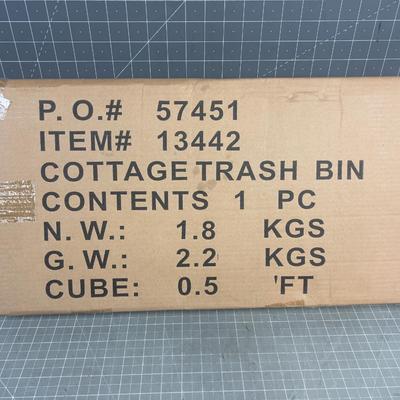 P.O.# 57451
ITEM# 13442
COTTAGE TRASH BIN
CONTENTS 1 PC
N.W.: 1.8 KGS
G.W.: 2.2 KGS
CUBE: 0.5 'FT